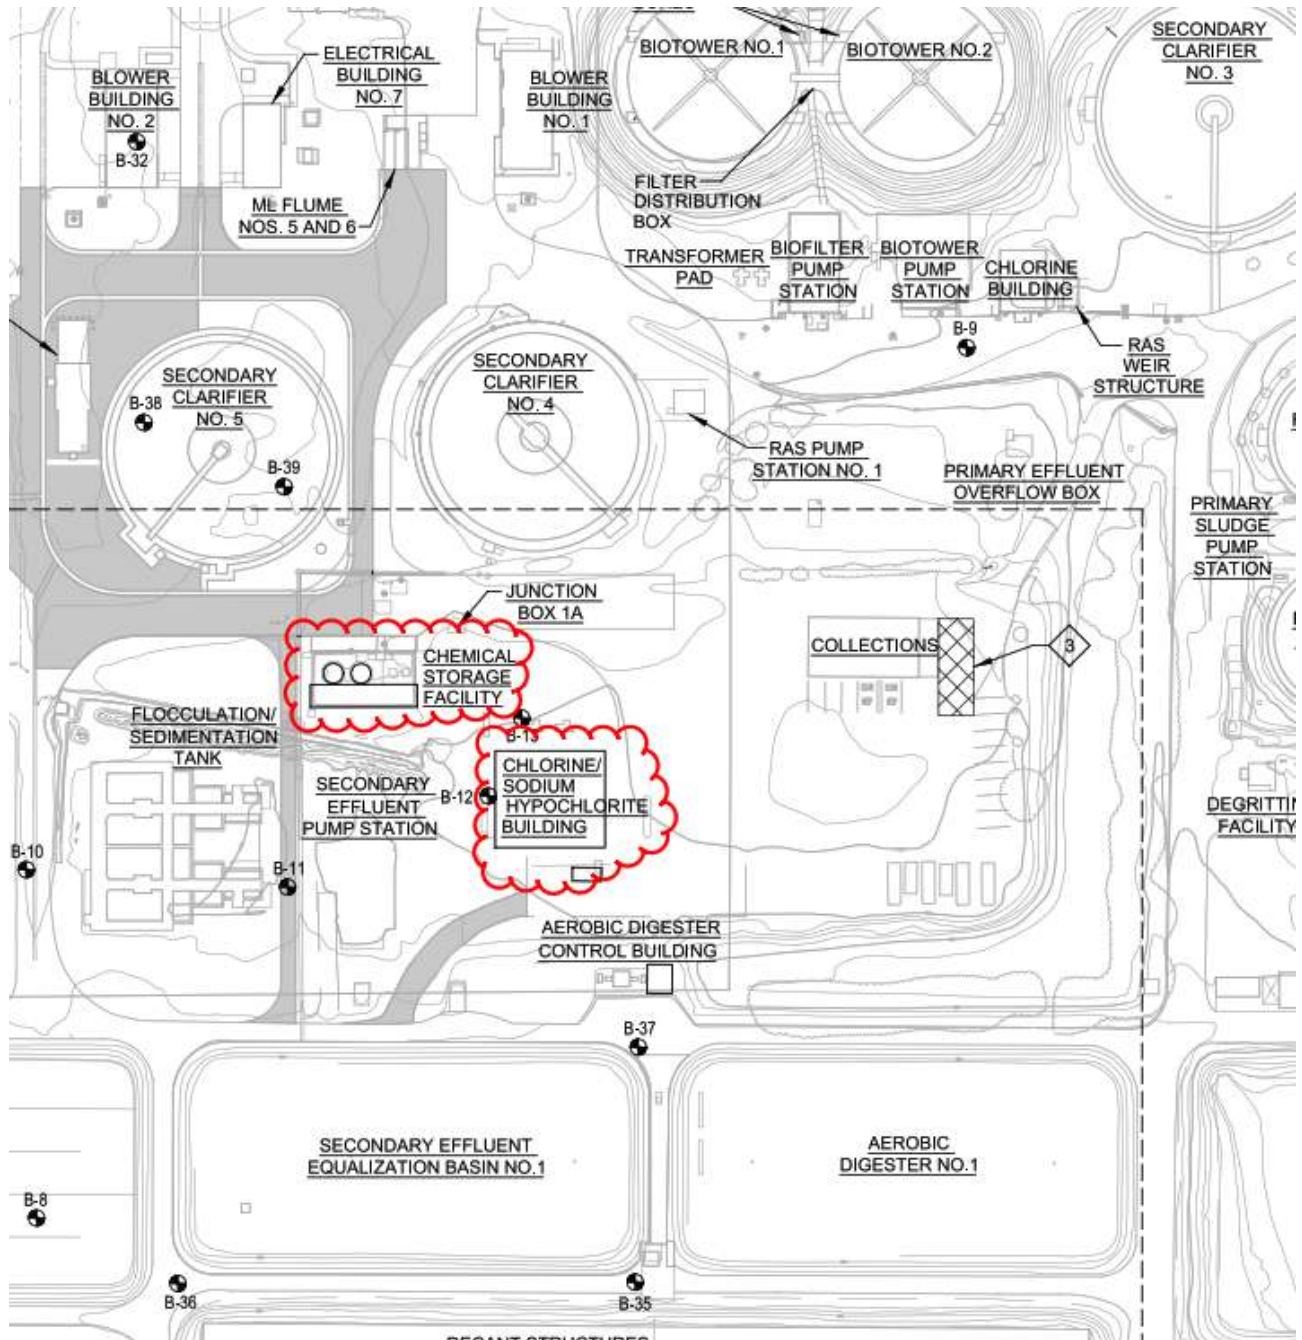 BIOTOWER NO.1
BIOTOWER NO.2
SECONDARY
CLARIFIER
NO. 3
ELECTRICAL
BUILDING
NO. 7
BLOWER
BUILDING
NO. 2
B-32
BLOWER
BUILDING
NO. 1
FILTER
DISTRIBUTION
BOX
ML FLUME
NOS. 5 AND 6
TRANSFORMER
PAD
BIOFILTER
PUMP
STATION
BIOTOWER
PUMP
STATION
CHLORINE
BUILDING
B-9
RAS
WEIR
STRUCTURE
SECONDARY
CLARIFIER
NO. 5
B-38
B-39
SECONDARY
CLARIFIER
NO. 4
RAS PUMP
STATION NO. 1
PRIMARY EFFLUENT
OVERFLOW BOX
PRIMARY
SLUDGE
PUMP
STATION
JUNCTION
BOX 1A
COLLECTIONS
3
CHEMICAL
STORAGE
FACILITY
B-13
FLOCCULATION/
SEDIMENTATION
TANK
SECONDARY
EFFLUENT
PUMP STATION
B-12
CHLORINE/
SODIUM
HYPOCHLORITE
BUILDING
DEGRITTIN
FACILITY
B-10
B-11
AEROBIC DIGESTER
CONTROL BUILDING
B-37
SECONDARY EFFLUENT
EQUALIZATION BASIN NO.1
AEROBIC
DIGESTER NO.1
B-8
B-36
B-35
DECANT STRUCTURES